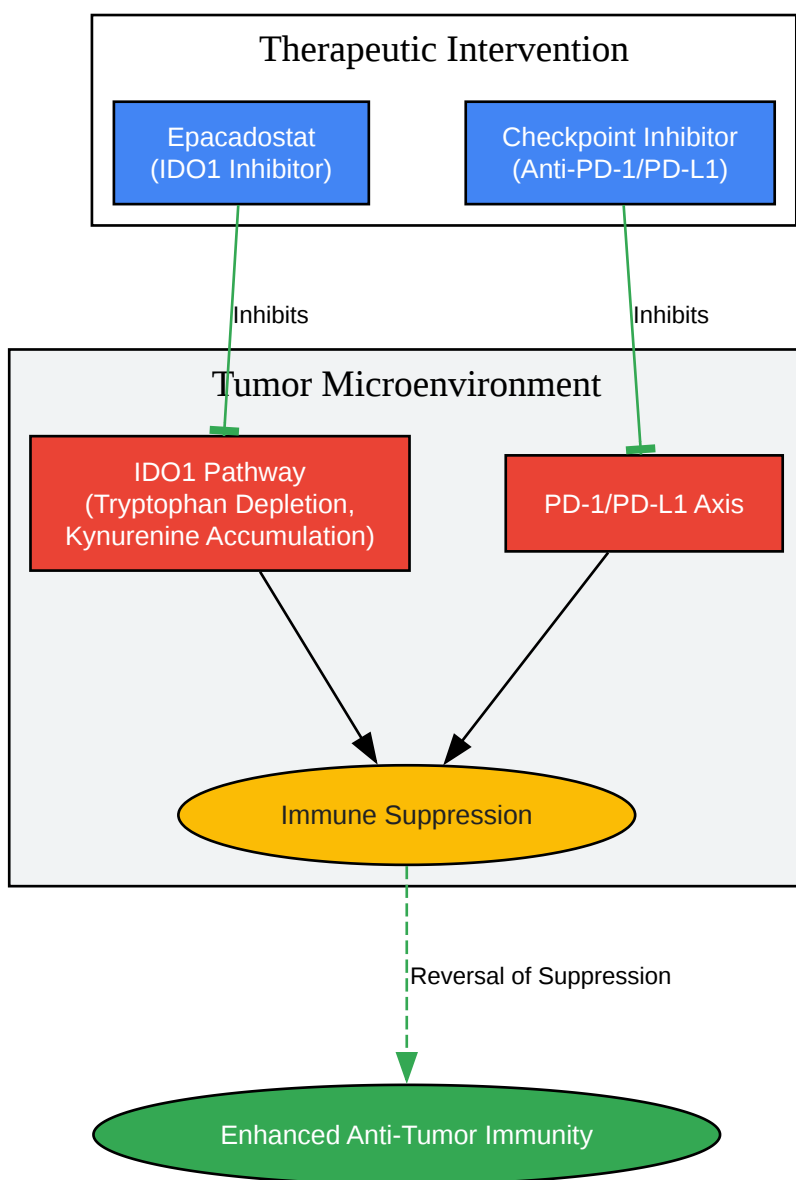 Therapeutic Intervention
Epacadostat
(IDO1 Inhibitor)
Checkpoint Inhibitor
(Anti-PD-1/PD-L1)
Inhibits
Inhibits
Tumor Microenvironment
IDO1 Pathway
(Tryptophan Depletion,
Kynurenine Accumulation)
PD-1/PD-L1 Axis
Immune Suppression
Reversal of Suppression
Enhanced Anti-Tumor Immunity